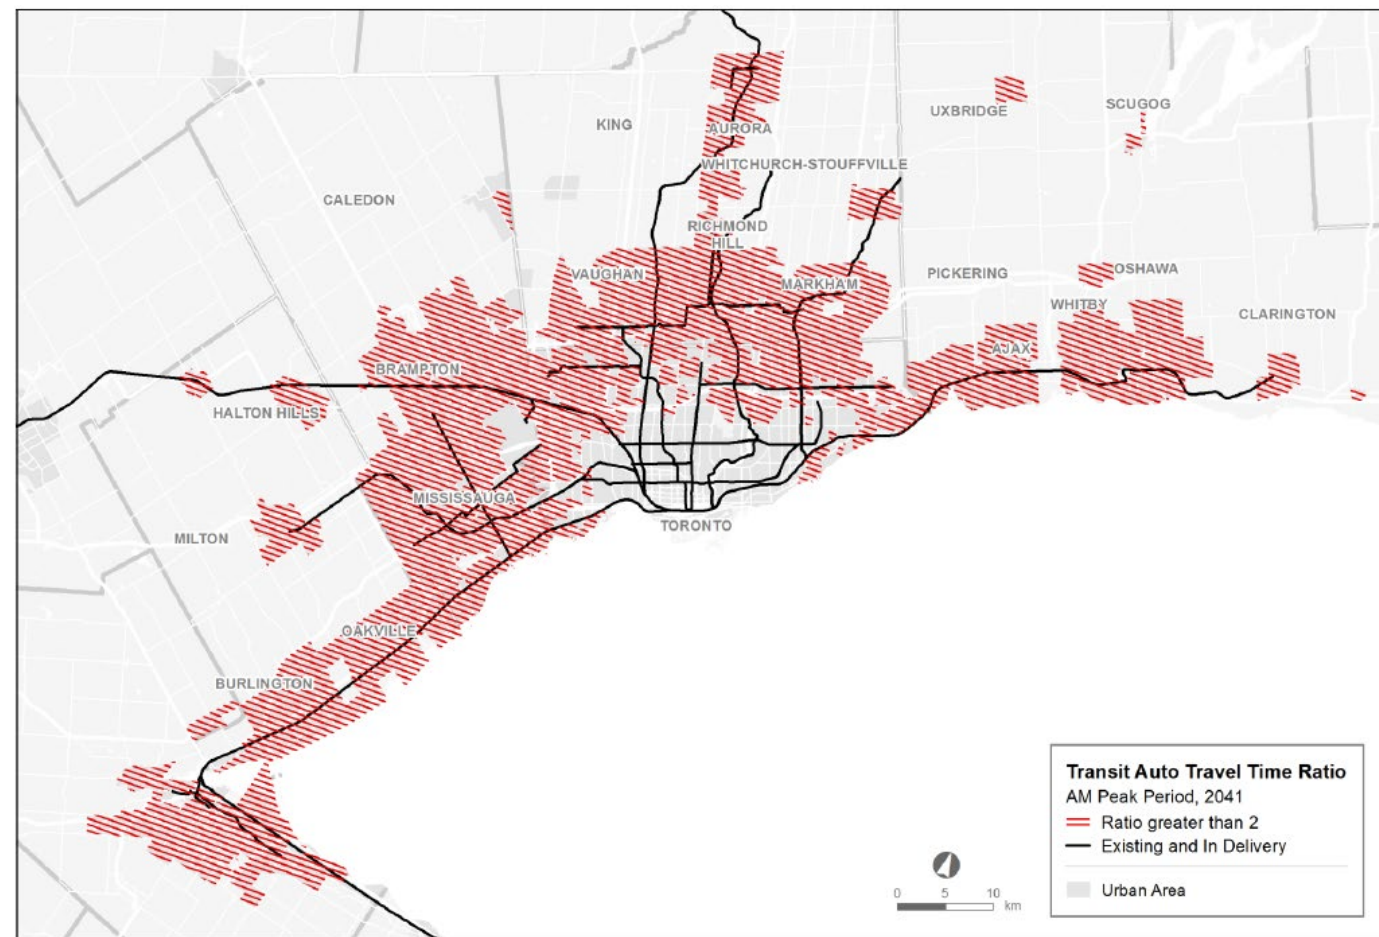 UXBRIDGE
SCUGOG
KING
AURORA
WHITCHURCH-STOUFFVILLE
CALEDON
RICHMOND
HILL
VAUGHAN
MARKHAM
PICKERING
OSHAWA
WHITBY
CLARINGTON
AJAX
BRAMPTON
HALTON HILLS
MISSISSAUGA
TORONTO
MILTON
OAKVILLE
BURLINGTON
Transit Auto Travel Time Ratio
AM Peak Period, 2041
Ratio greater than 2
Existing and In Delivery
Urban Area
0 5 10
km